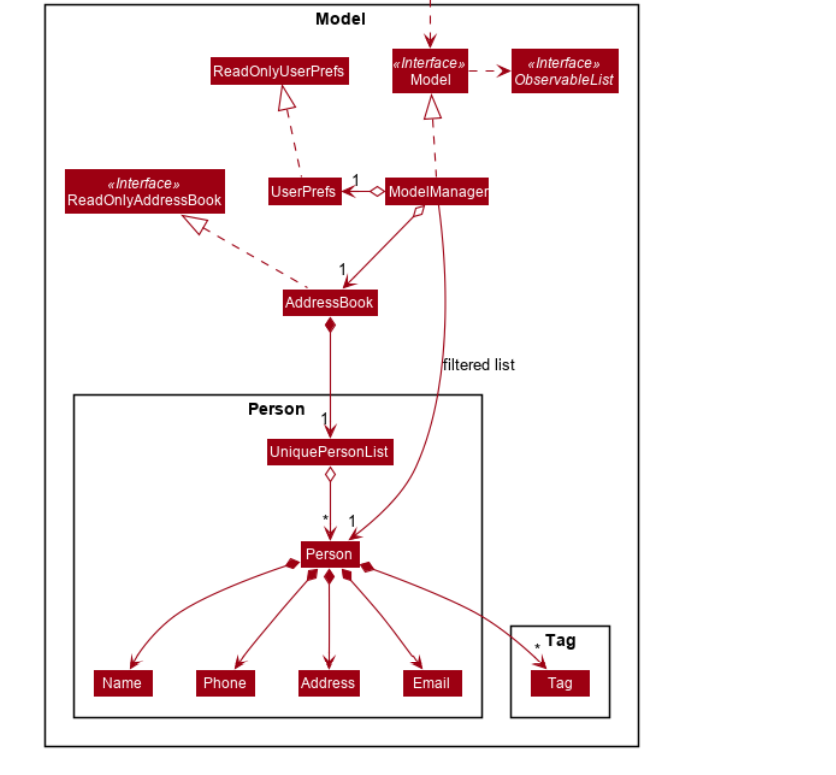 Model
«Interface»
Model
«Interface»
ObservableList
ReadOnlyUserPrefs
«Interface»
ReadOnlyAddressBook
UserPrefs
1
ModelManager
1
AddressBook
filtered list
Person
1
UniquePersonList
*
1
Person
Name
Phone
Address
Email
Tag
*
Tag